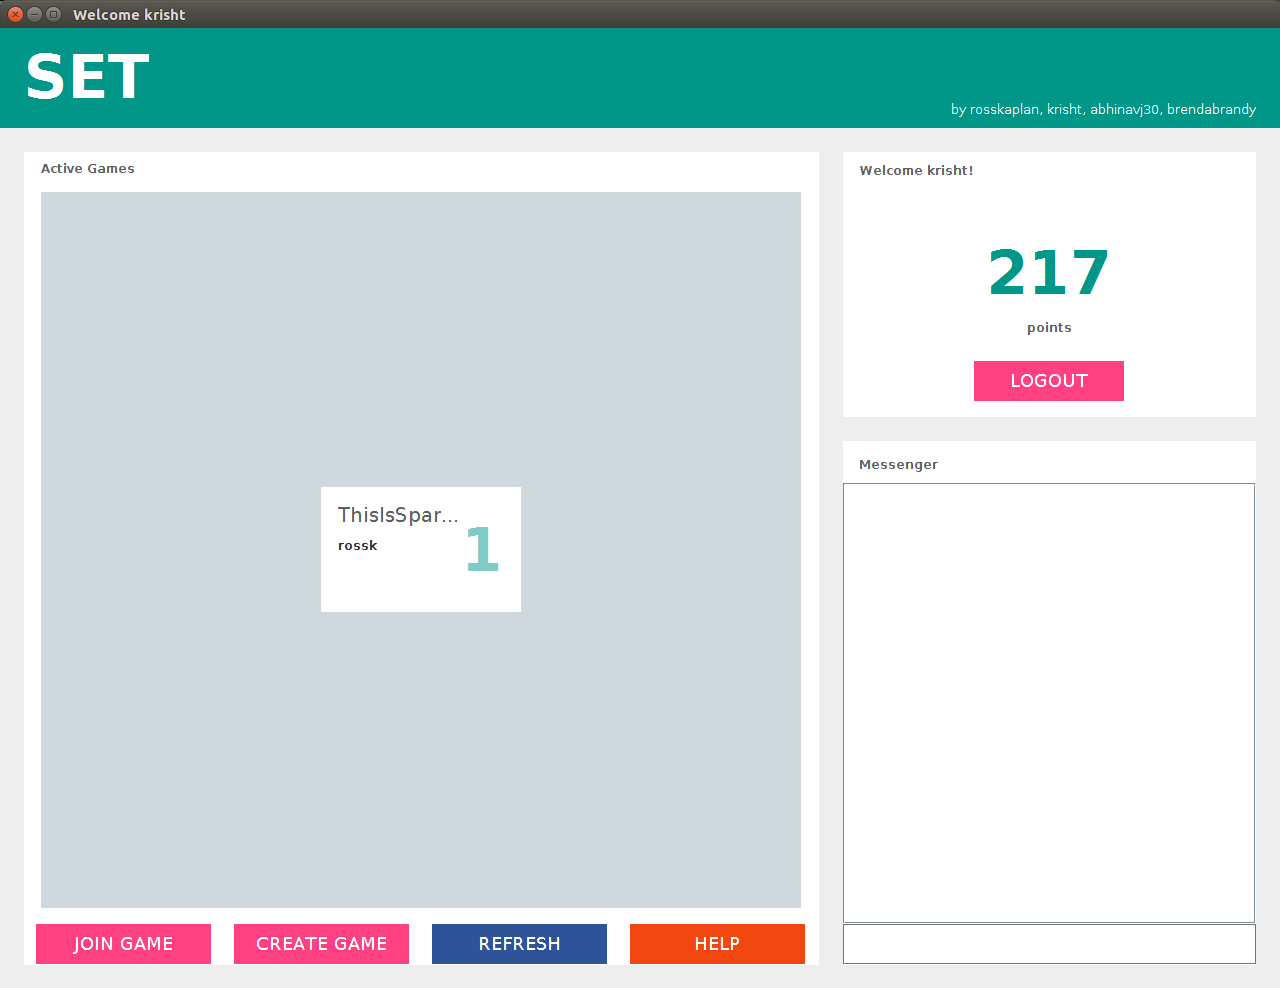 Welcome krisht
SET
by rosskaplan, krisht, abhinavj30, brendabrandy
Active Games
ThisIsSpar...
rossk
1
JOIN GAME
CREATE GAME
REFRESH
HELP
Welcome krisht!
217
points
LOGOUT
Messenger